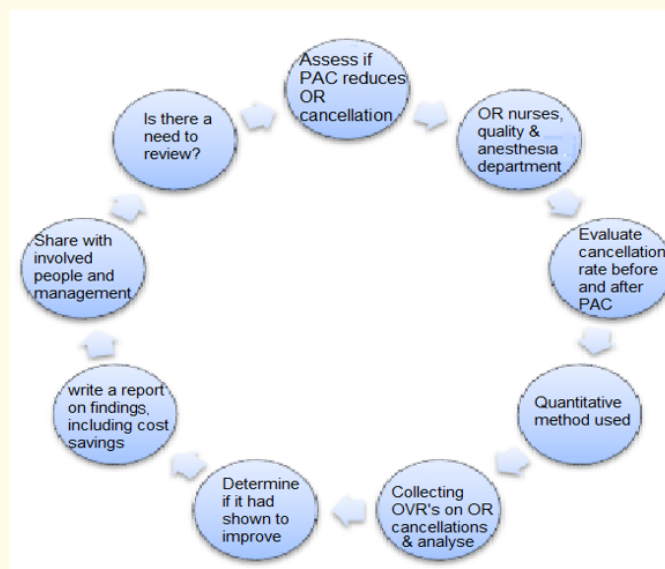 Assess if
PAC reduces
OR
cancellation
OR nurses,
quality &
anesthesia
department
Evaluate
cancellation
rate before
and after
PAC
Quantitative
method used
Collecting
OVR's on OR
cancellations
& analyse
Determine
if it had
shown to
improve
write a report
on findings,
including cost
savings
Share with
involved
people and
management
Is there a
need to
review?